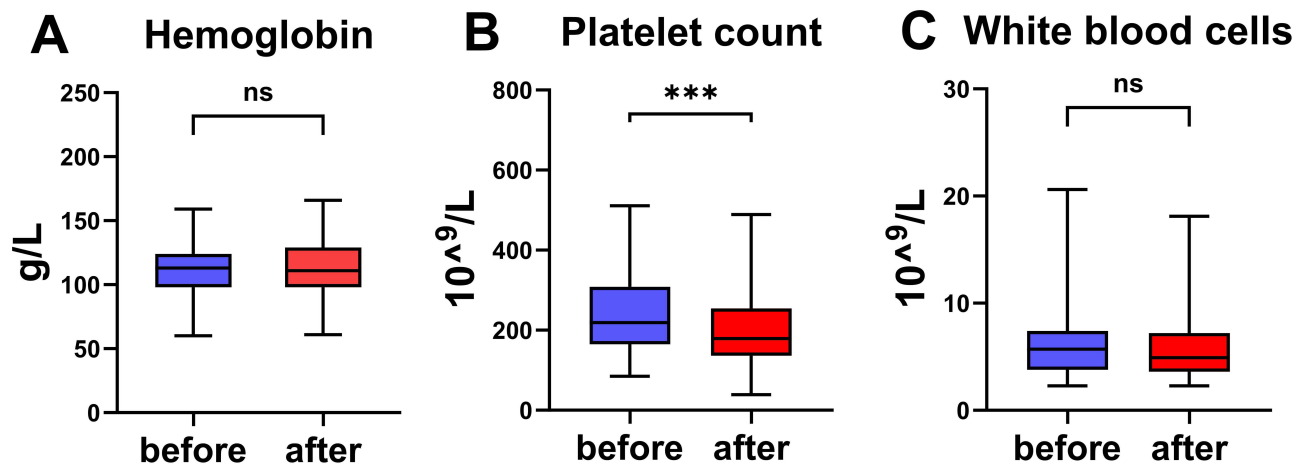 A Hemoglobin
g/L
250
200
150
100
50
0
ns
before after
B Platelet count
10^9/L
800
600
400
200
0
***
before after
C White blood cells
10^9/L
30
20
10
0
ns
before after